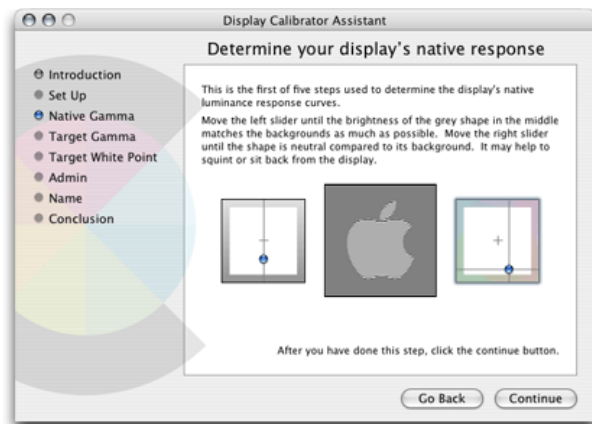 Display Calibrator Assistant
Determine your display's native response
Introduction
Set Up
Native Gamma
Target Gamma
Target White Point
Admin
Name
Conclusion
This is the first of five steps used to determine the display's native
luminance response curves.
Move the left slider until the brightness of the grey shape in the middle
matches the backgrounds as much as possible. Move the right slider
until the shape is neutral compared to its background. It may help to
squint or sit back from the display.
After you have done this step, click the continue button.
Go Back
Continue